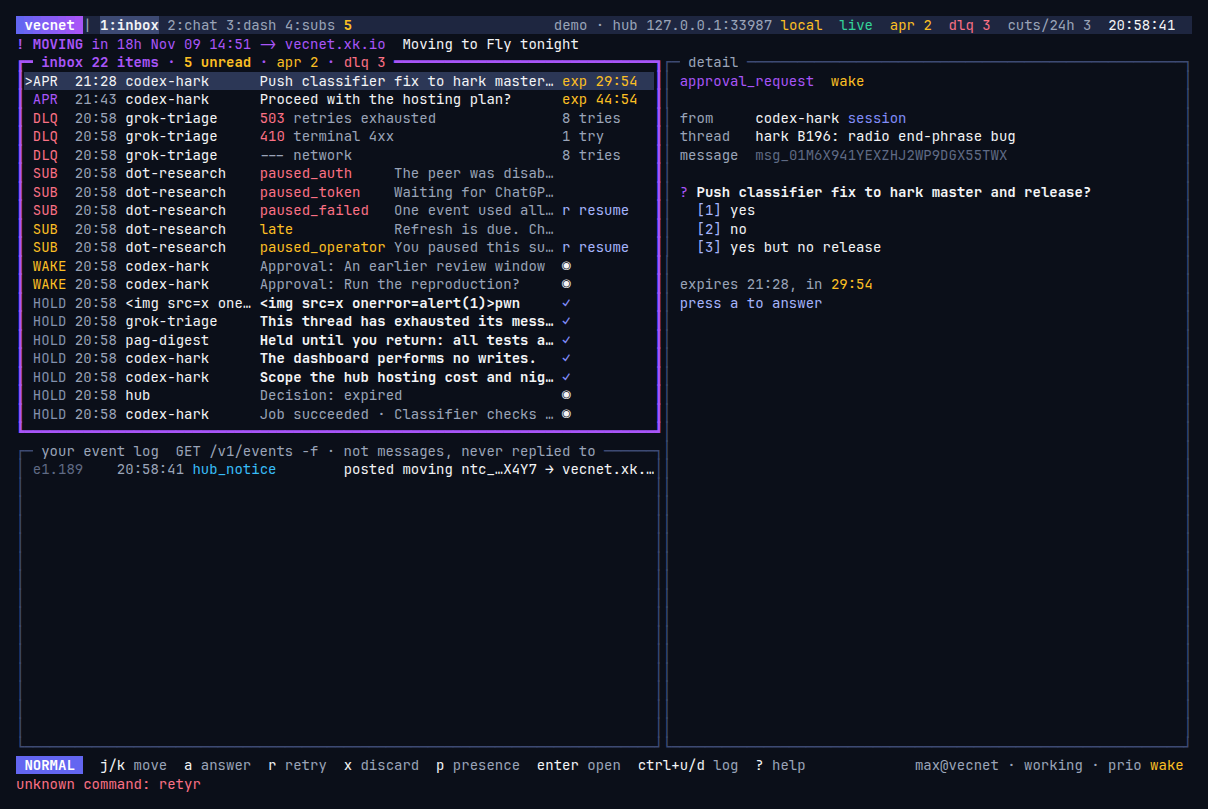 vecnet | 1:inbox 2:chat 3:dash 4:subs 5 demo · hub 127.0.0.1:33987 local live apr 2 dlq 3 cuts/24h 3 20:58:41
! MOVING in 18h Nov 09 14:51 → vecnet.xk.io Moving to Fly tonight
inbox 22 items · 5 unread · apr 2 · dlq 3
>APR 21:28 codex-hark Push classifier fix to hark master… exp 29:54
APR 21:43 codex-hark Proceed with the hosting plan? exp 44:54
DLQ 20:58 grok-triage 503 retries exhausted 8 tries
DLQ 20:58 grok-triage 410 terminal 4xx 1 try
DLQ 20:58 grok-triage --- network 8 tries
SUB 20:58 dot-research paused_auth The peer was disab…
SUB 20:58 dot-research paused_token Waiting for ChatGP…
SUB 20:58 dot-research paused_failed One event used all… r resume
SUB 20:58 dot-research late Refresh is due. Ch…
SUB 20:58 dot-research paused_operator You paused this su… r resume
WAKE 20:58 codex-hark Approval: An earlier review window ◉
WAKE 20:58 codex-hark Approval: Run the reproduction? ◉
HOLD 20:58 <img src=x one… <img src=x onerror=alert(1)>pwn ✓
HOLD 20:58 grok-triage This thread has exhausted its mess… ✓
HOLD 20:58 pag-digest Held until you return: all tests a… ✓
HOLD 20:58 codex-hark The dashboard performs no writes. ✓
HOLD 20:58 codex-hark Scope the hub hosting cost and nig… ✓
HOLD 20:58 hub Decision: expired ◉
HOLD 20:58 codex-hark Job succeeded · Classifier checks … ◉
your event log GET /v1/events -f · not messages, never replied to
e1.189 20:58:41 hub_notice posted moving ntc_…X4Y7 → vecnet.xk.…
detail
approval_request wake
from codex-hark session
thread hark B196: radio end-phrase bug
message msg_01M6X941YEXZHJ2WP9DGX55TWX
? Push classifier fix to hark master and release?
[1] yes
[2] no
[3] yes but no release
expires 21:28, in 29:54
press a to answer
NORMAL j/k move a answer r retry x discard p presence enter open ctrl+u/d log ? help max@vecnet · working · prio wake
unknown command: retyr